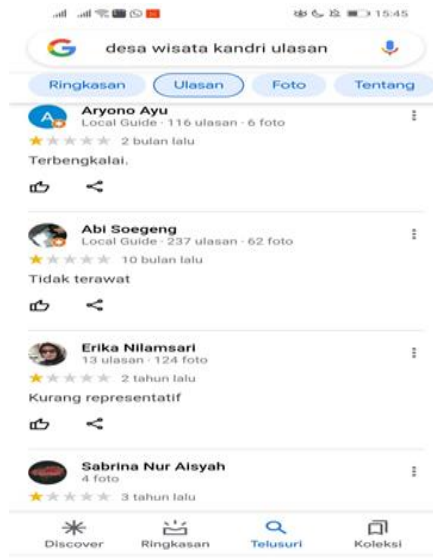 15:45
desa wisata kandri ulasan
Ringkasan Ulasan Foto Tentang
A
Aryono Ayu
Local Guide · 116 ulasan · 6 foto
2 bulan lalu
Terbengkalai.
Abi Soegeng
Local Guide · 237 ulasan · 62 foto
10 bulan lalu
Tidak terawat
Erika Nilamsari
13 ulasan · 124 foto
2 tahun lalu
Kurang representatif
Sabrina Nur Aisyah
4 foto
3 tahun lalu
Discover Ringkasan Telusuri Koleksi